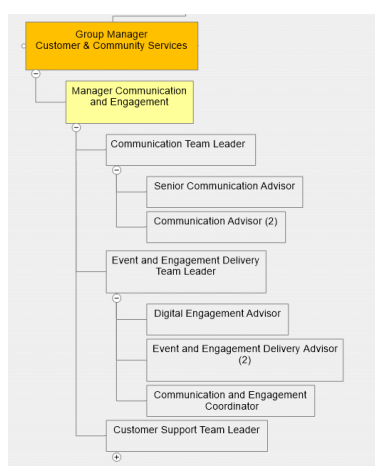 Group Manager
Customer & Community Services
Manager Communication
and Engagement
Communication Team Leader
Senior Communication Advisor
Communication Advisor (2)
Event and Engagement Delivery
Team Leader
Digital Engagement Advisor
Event and Engagement Delivery Advisor
(2)
Communication and Engagement
Coordinator
Customer Support Team Leader